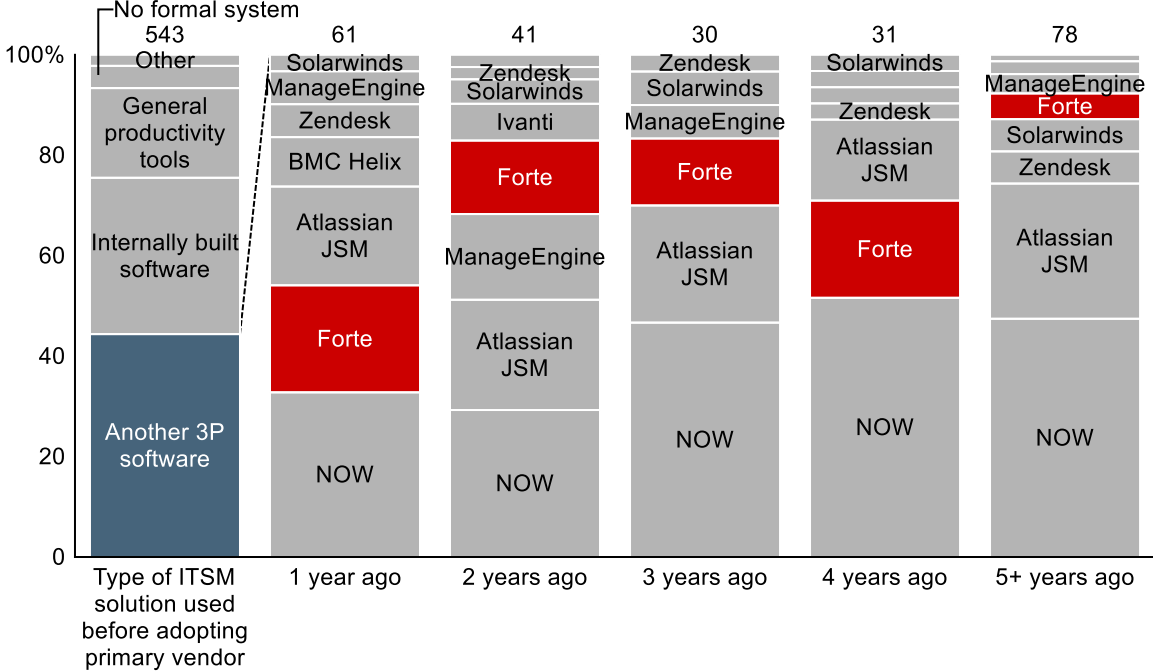 No formal system
543
61
41
30
31
78
100%
80
60
40
20
0
Other
General
productivity
tools
Internally built
software
Another 3P
software
Solarwinds
ManageEngine
Zendesk
BMC Helix
Atlassian
JSM
Forte
NOW
Zendesk
Solarwinds
Ivanti
Forte
ManageEngine
Atlassian
JSM
NOW
Zendesk
Solarwinds
ManageEngine
Forte
Atlassian
JSM
NOW
Solarwinds
Zendesk
Atlassian
JSM
Forte
NOW
ManageEngine
Forte
Solarwinds
Zendesk
Atlassian
JSM
NOW
Type of ITSM
solution used
before adopting
primary vendor
1 year ago
2 years ago
3 years ago
4 years ago
5+ years ago